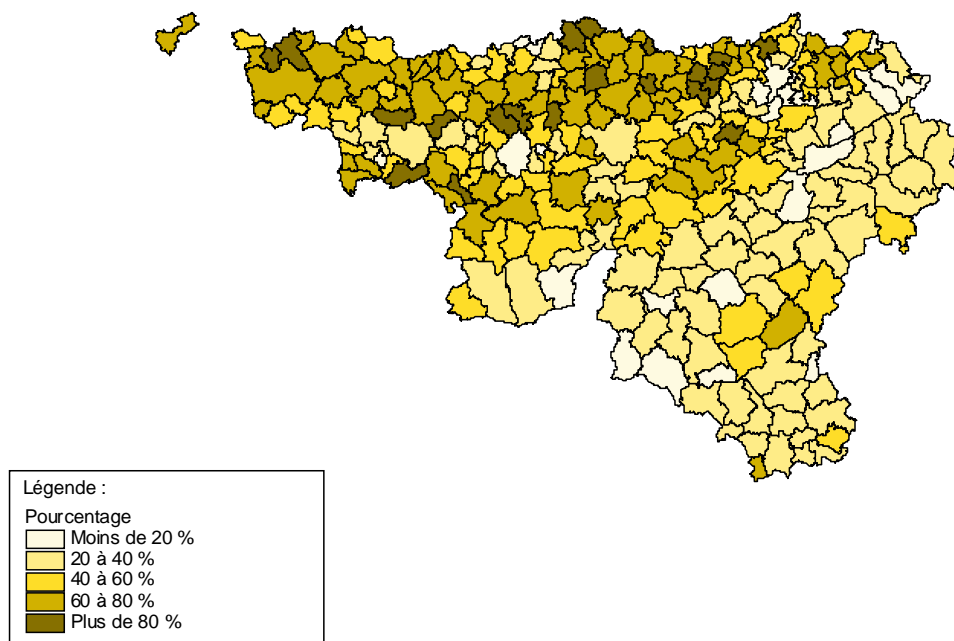 Légende :
Pourcentage
Moins de 20 %
20 à 40 %
40 à 60 %
60 à 80 %
Plus de 80 %